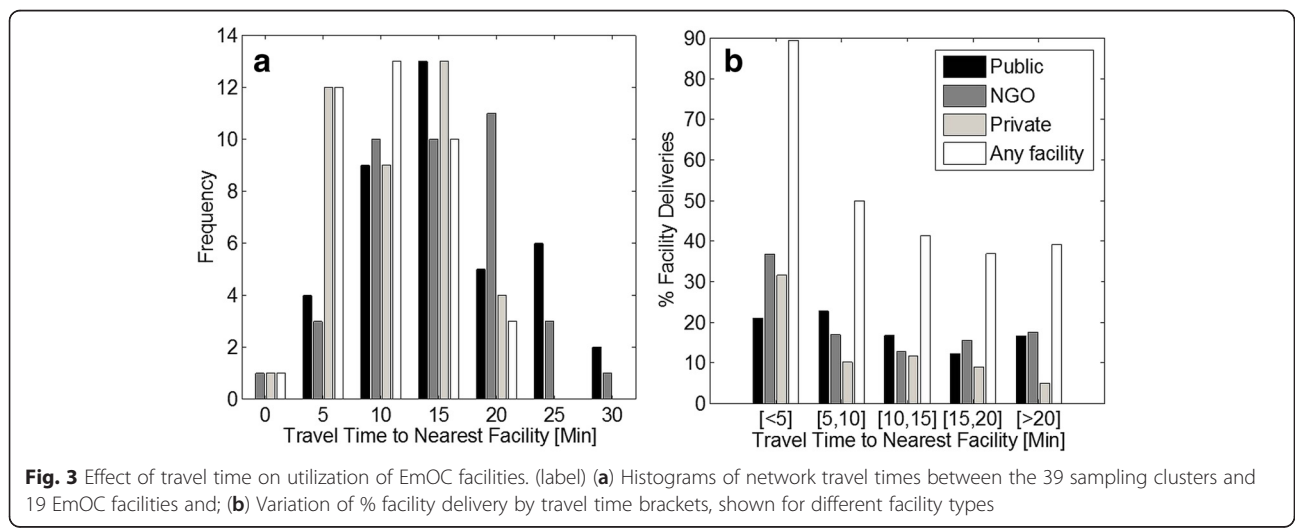 a
14
12
10
8
6
4
2
0
Frequency
0 5 10 15 20 25 30
Travel Time to Nearest Facility [Min]
b
90
80
70
60
50
40
30
20
10
0
% Facility Deliveries
Public
NGO
Private
Any facility
[<5] [5,10] [10,15] [15,20] [>20]
Travel Time to Nearest Facility [Min]
Fig. 3 Effect of travel time on utilization of EmOC facilities. (label) (a) Histograms of network travel times between the 39 sampling clusters and
19 EmOC facilities and; (b) Variation of % facility delivery by travel time brackets, shown for different facility types